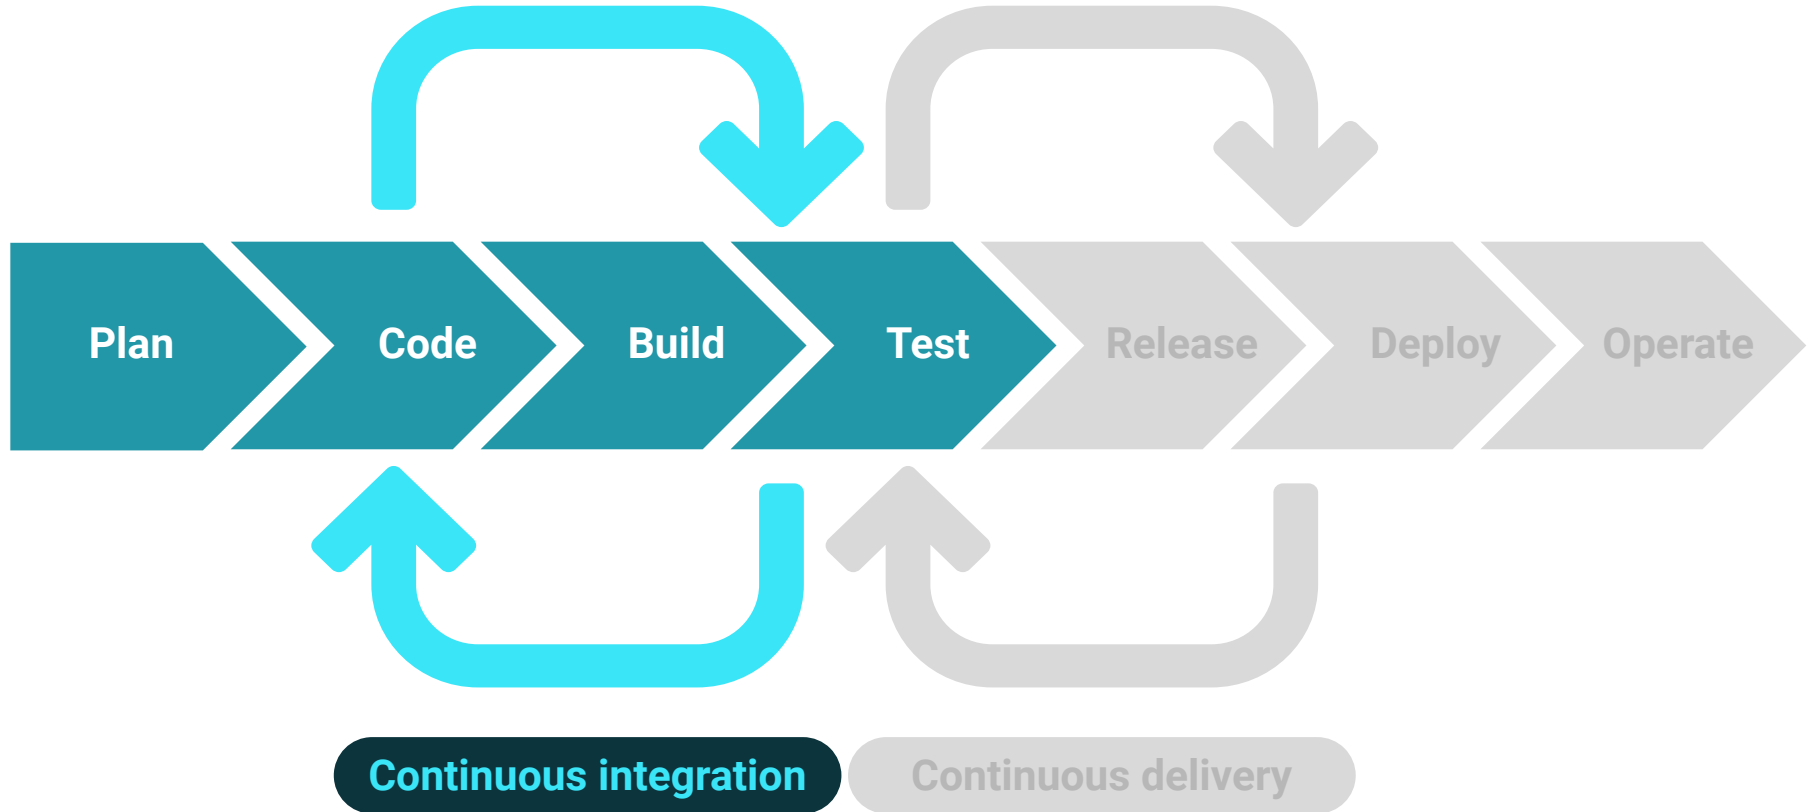 Plan
Code
Build
Test
Release
Deploy
Operate
Continuous integration
Continuous delivery